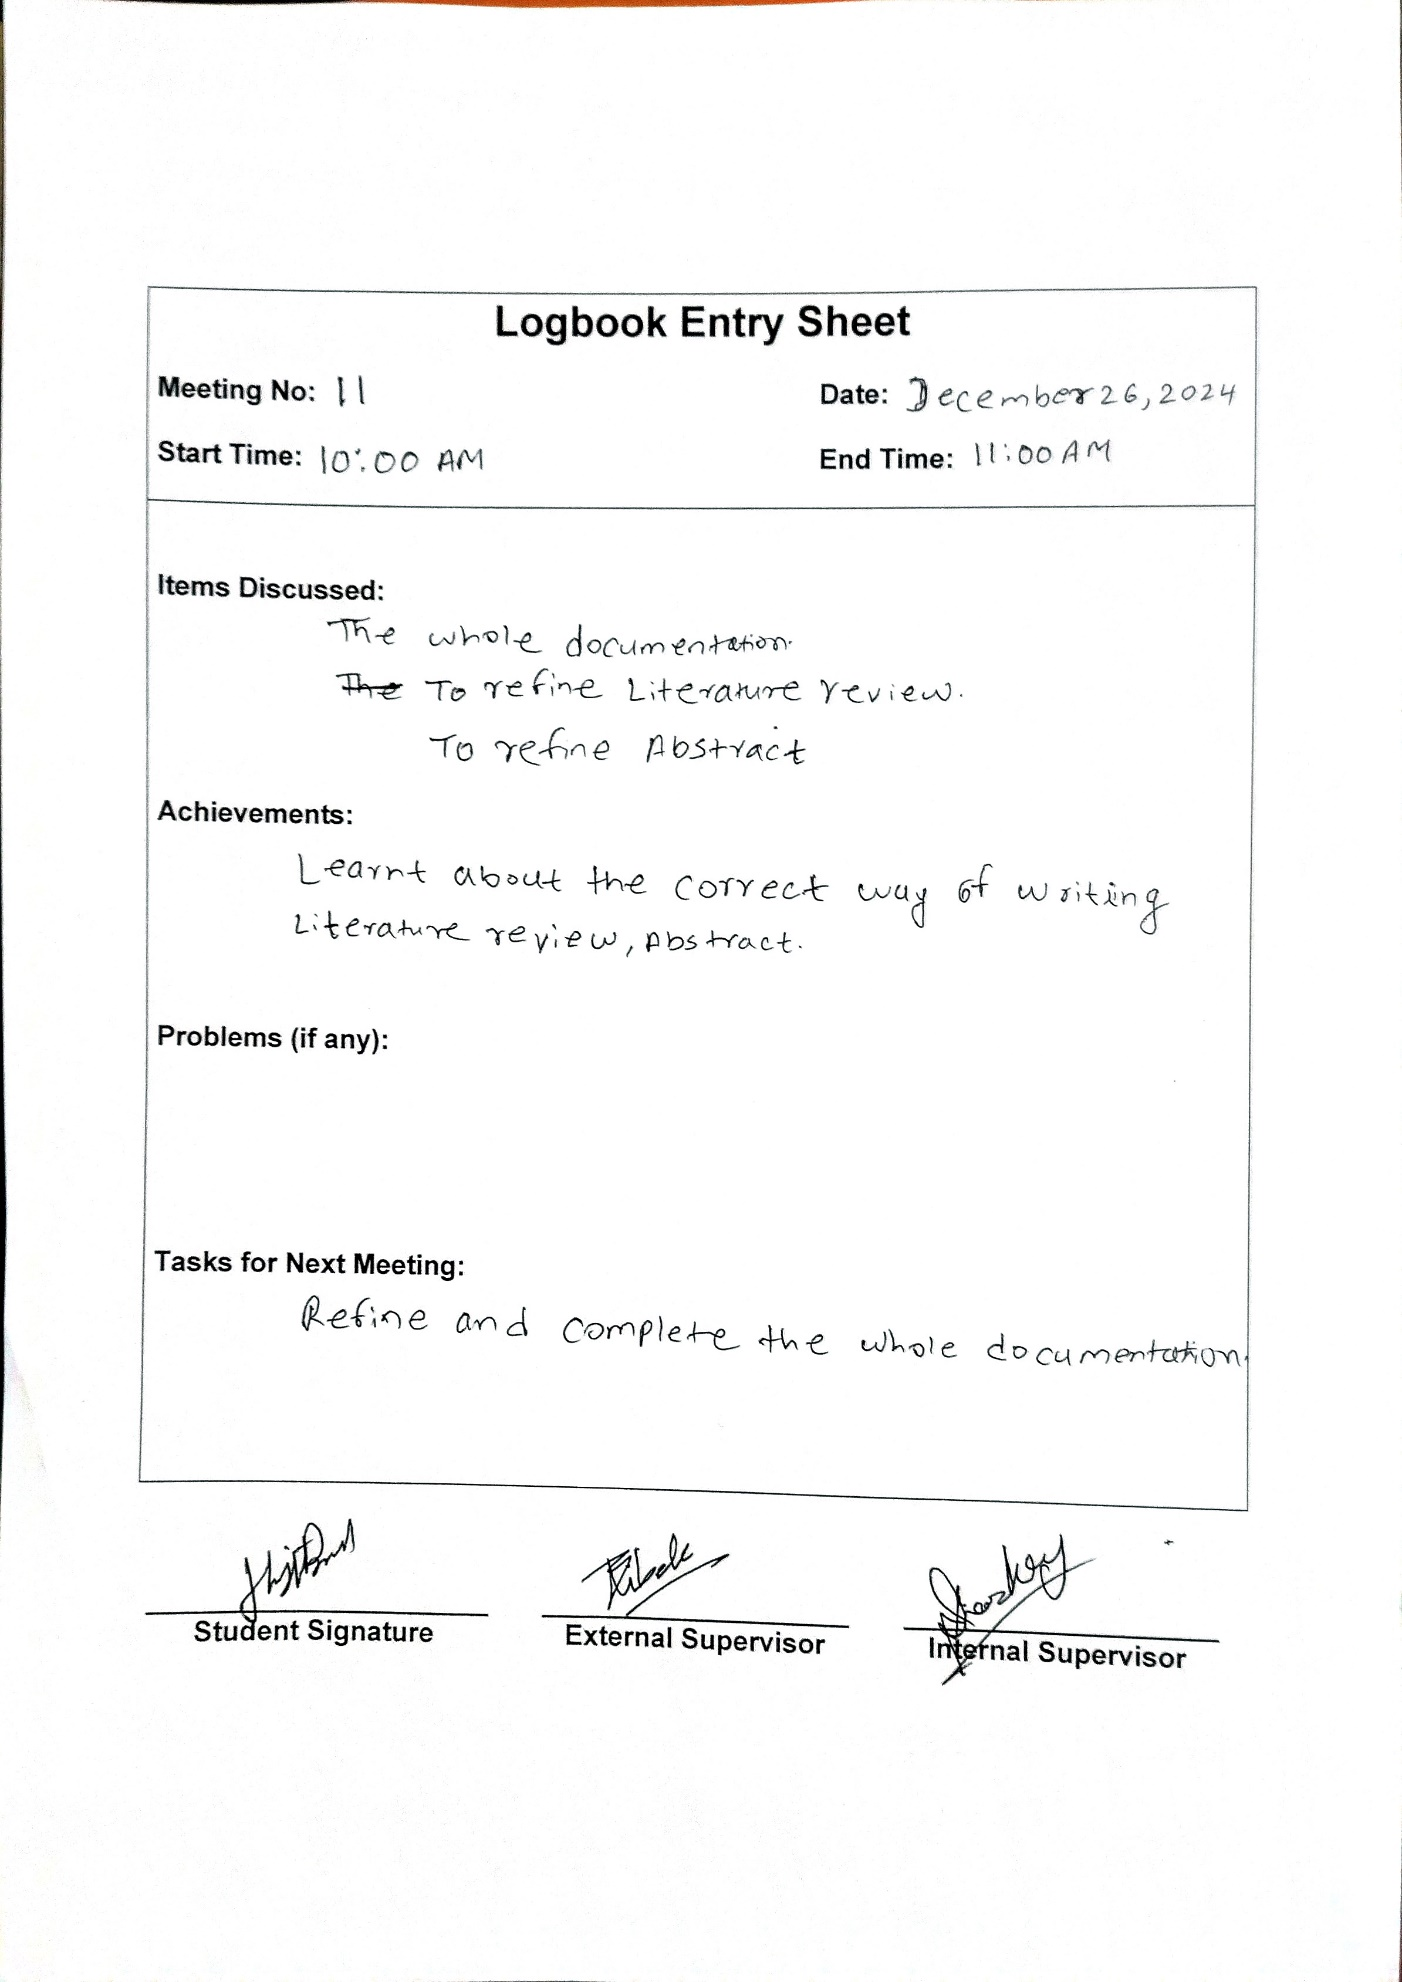 Logbook Entry Sheet
Meeting No: 11 Date: December 26, 2024
Start Time: 10:00 AM End Time: 11:00 AM
Items Discussed:
The whole documentation.
The To refine Literature review.
To refine Abstract
Achievements:
Learnt about the correct way of writing
Literature review, Abstract.
Problems (if any):
Tasks for Next Meeting:
Refine and complete the whole documentation.
Student Signature External Supervisor Internal Supervisor